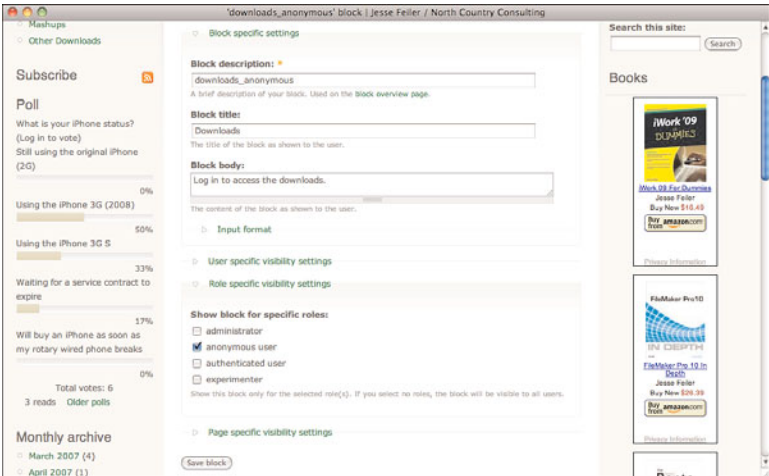 'downloads_anonymous' block | Jesse Feiler / North Country Consulting
Mashups
Other Downloads
Subscribe
Poll
What is your iPhone status?
(Log in to vote)
Still using the original iPhone
(2G)
0%
Using the iPhone 3G (2008)
50%
Using the iPhone 3G S
33%
Waiting for a service contract to
expire
17%
Will buy an iPhone as soon as
my rotary wired phone breaks
0%
Total votes: 6
3 reads Older polls
Monthly archive
March 2007 (4)
April 2007 (1)
Block specific settings
Block description: *
downloads_anonymous
A brief description of your block. Used on the block overview page.
Block title:
Downloads
The title of the block as shown to the user.
Block body:
Log in to access the downloads.
The content of the block as shown to the user.
Input format
User specific visibility settings
Role specific visibility settings
Show block for specific roles:
administrator
anonymous user
authenticated user
experimenter
Show this block only for the selected role(s). If you select no roles, the block will be visible to all users.
Page specific visibility settings
Save block
Search this site:
Search
Books
iWork '09
DUMMIES
iWork 09 For Dummies
Jesse Feiler
Buy New $16.49
Buy from amazon.com
Privacy Information
FileMaker Pro 10
IN DEPTH
FileMaker Pro 10 In
Depth
Jesse Feiler
Buy New $26.39
Buy from amazon.com
Privacy Information